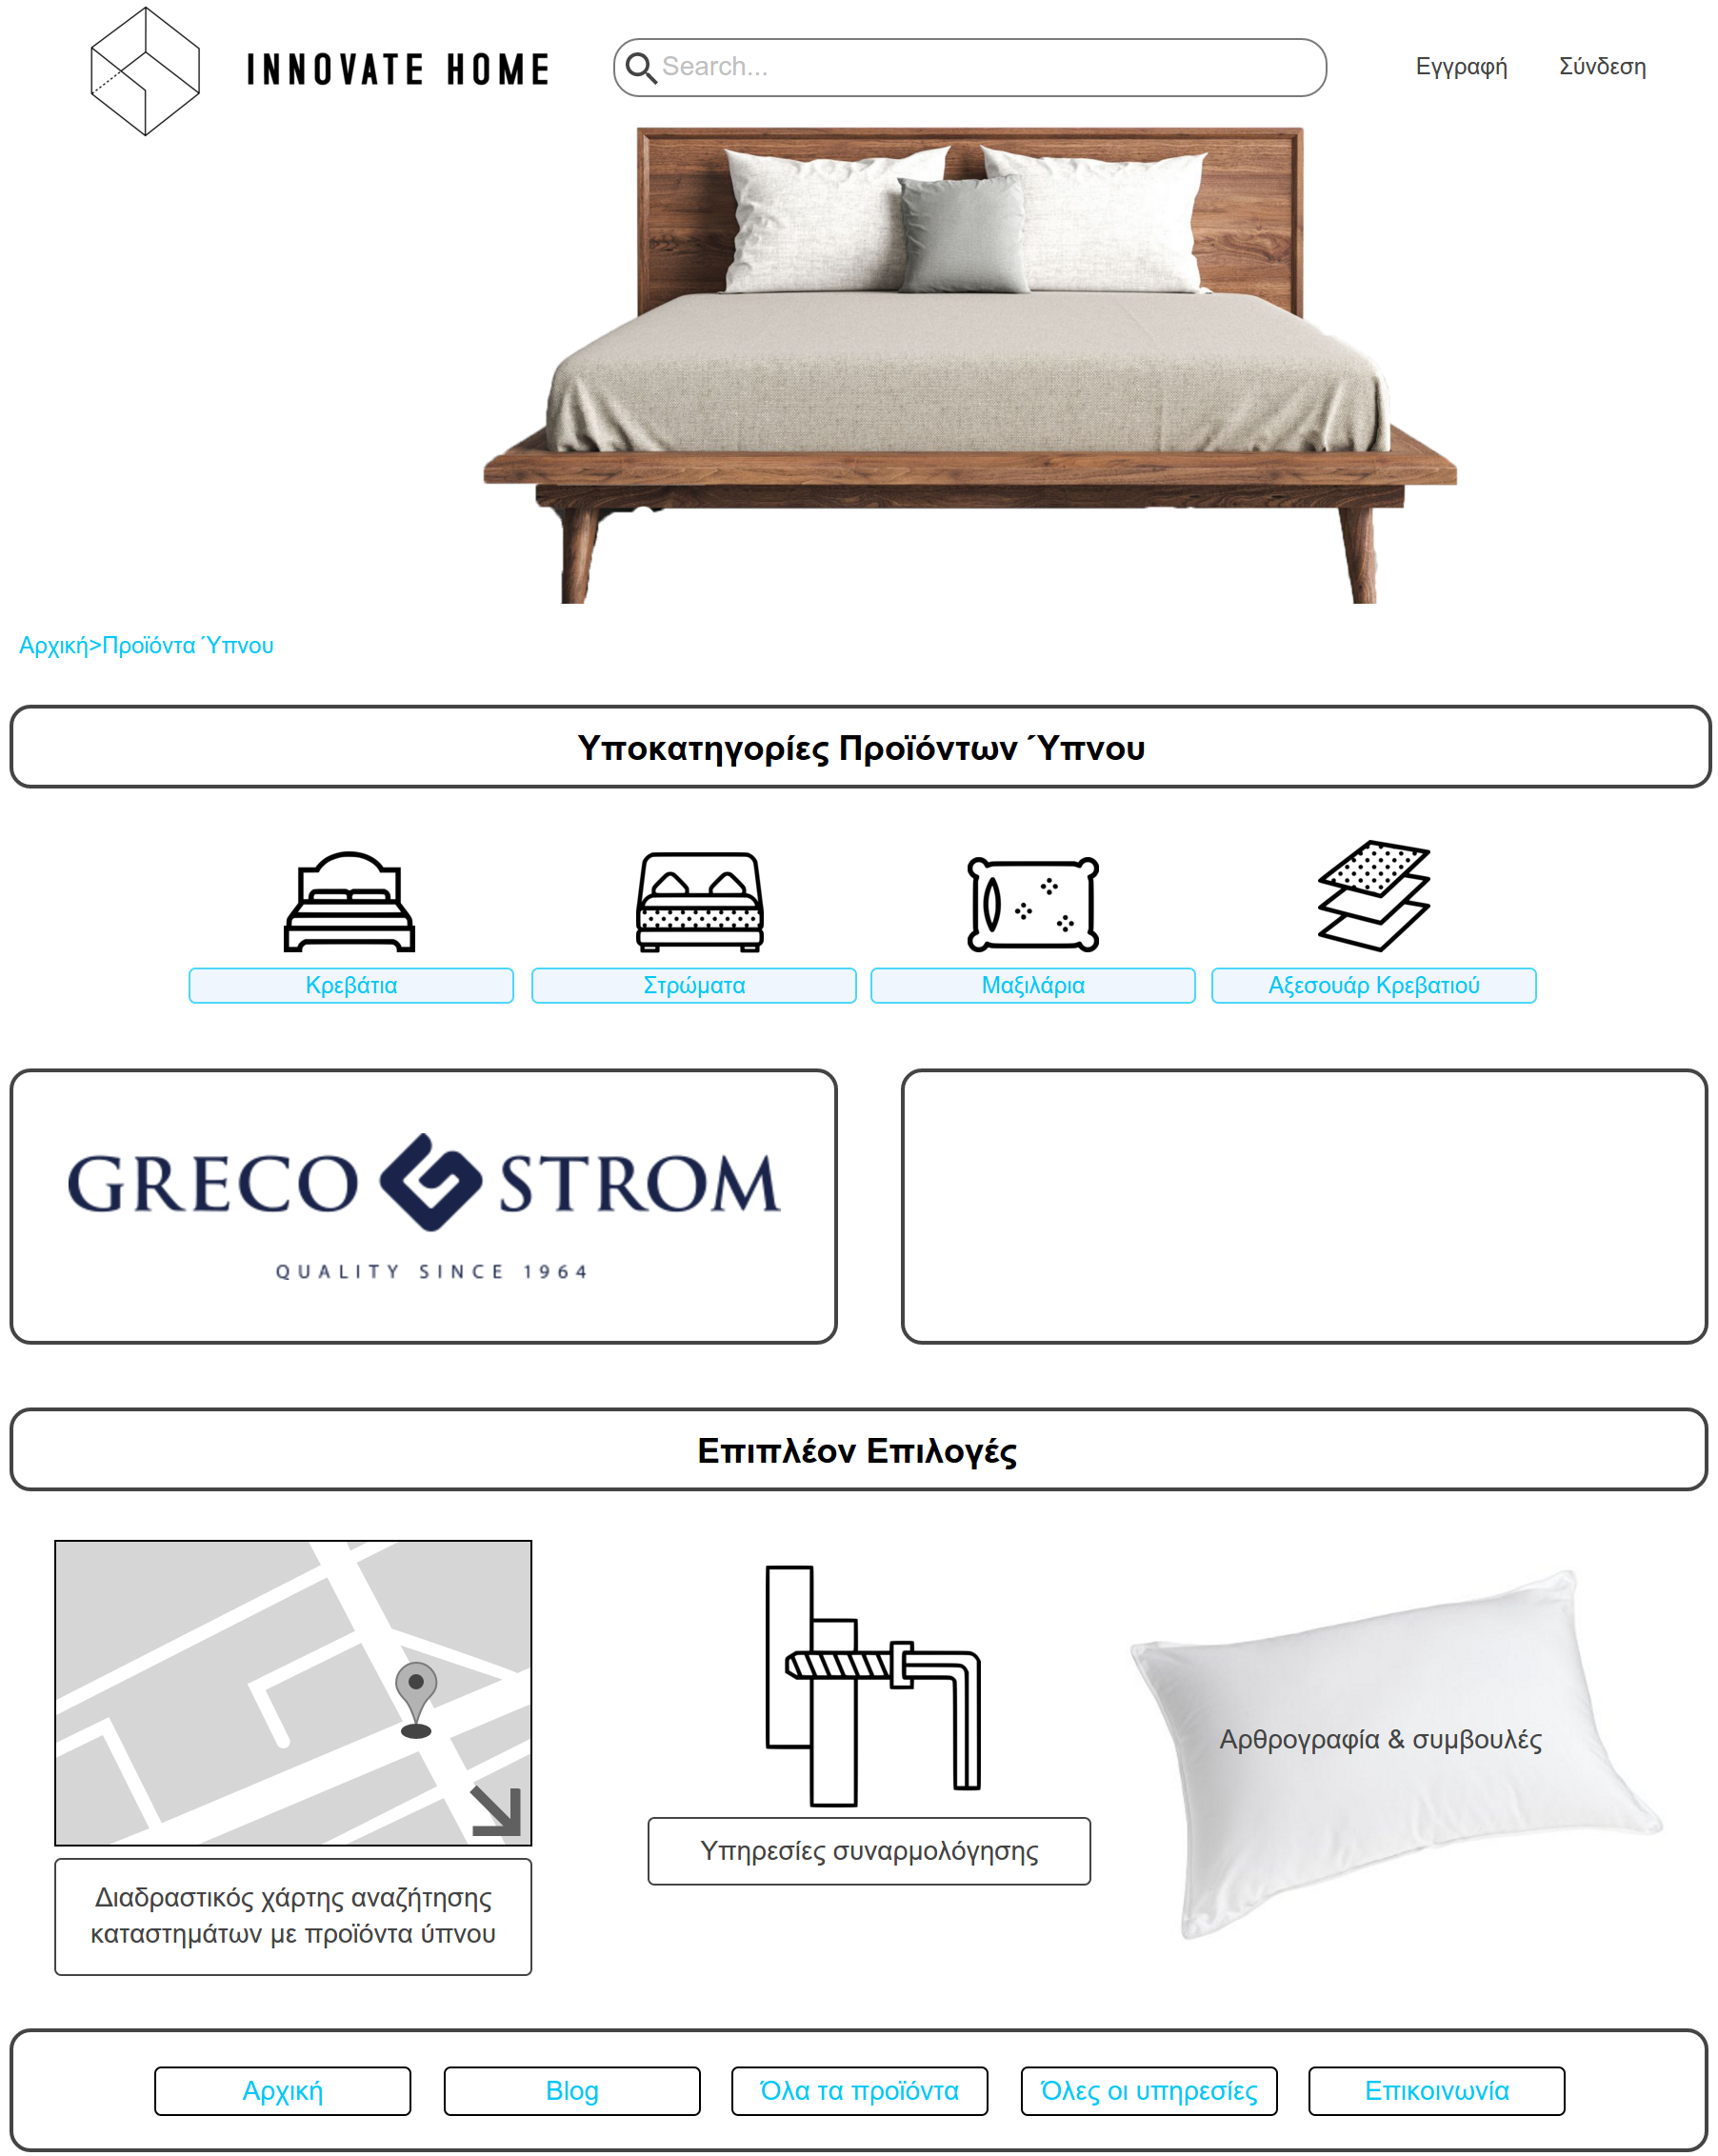 INNOVATE HOME
Search...
Εγγραφή
Σύνδεση
Αρχική>Προϊόντα Ύπνου
Υποκατηγορίες Προϊόντων Ύπνου
Κρεβάτια
Στρώματα
Μαξιλάρια
Αξεσουάρ Κρεβατιού
GRECO STROM
QUALITY SINCE 1964
Επιπλέον Επιλογές
Διαδραστικός χάρτης αναζήτησης
καταστημάτων με προϊόντα ύπνου
Υπηρεσίες συναρμολόγησης
Αρθρογραφία & συμβουλές
Αρχική
Blog
Όλα τα προϊόντα
Όλες οι υπηρεσίες
Επικοινωνία